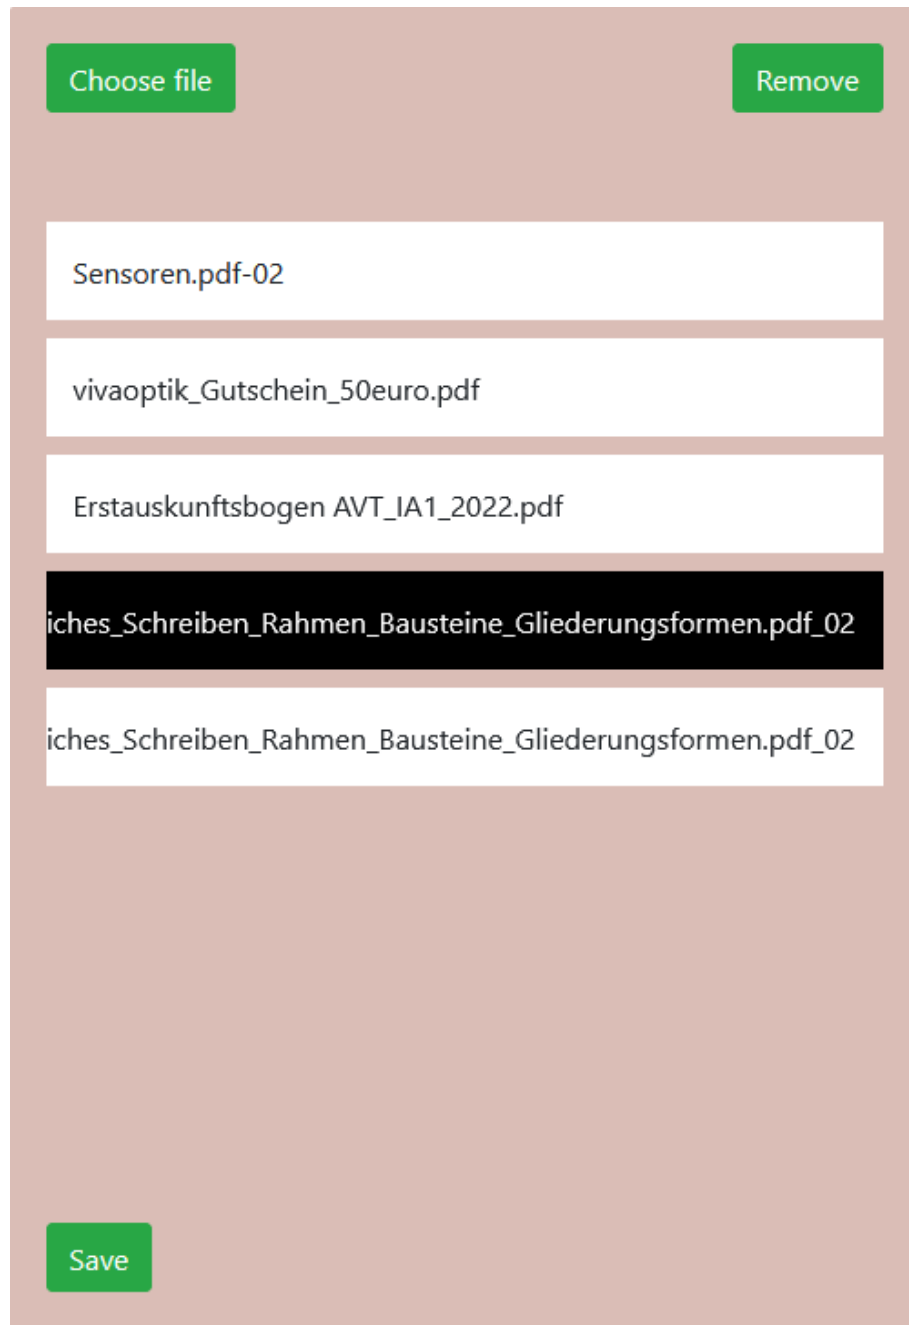 Choose file
Remove
Sensoren.pdf-02
vivaoptik_Gutschein_50euro.pdf
Erstauskunftsbogen AVT_IA1_2022.pdf
iches_Schreiben_Rahmen_Bausteine_Gliederungsformen.pdf_02
iches_Schreiben_Rahmen_Bausteine_Gliederungsformen.pdf_02
Save